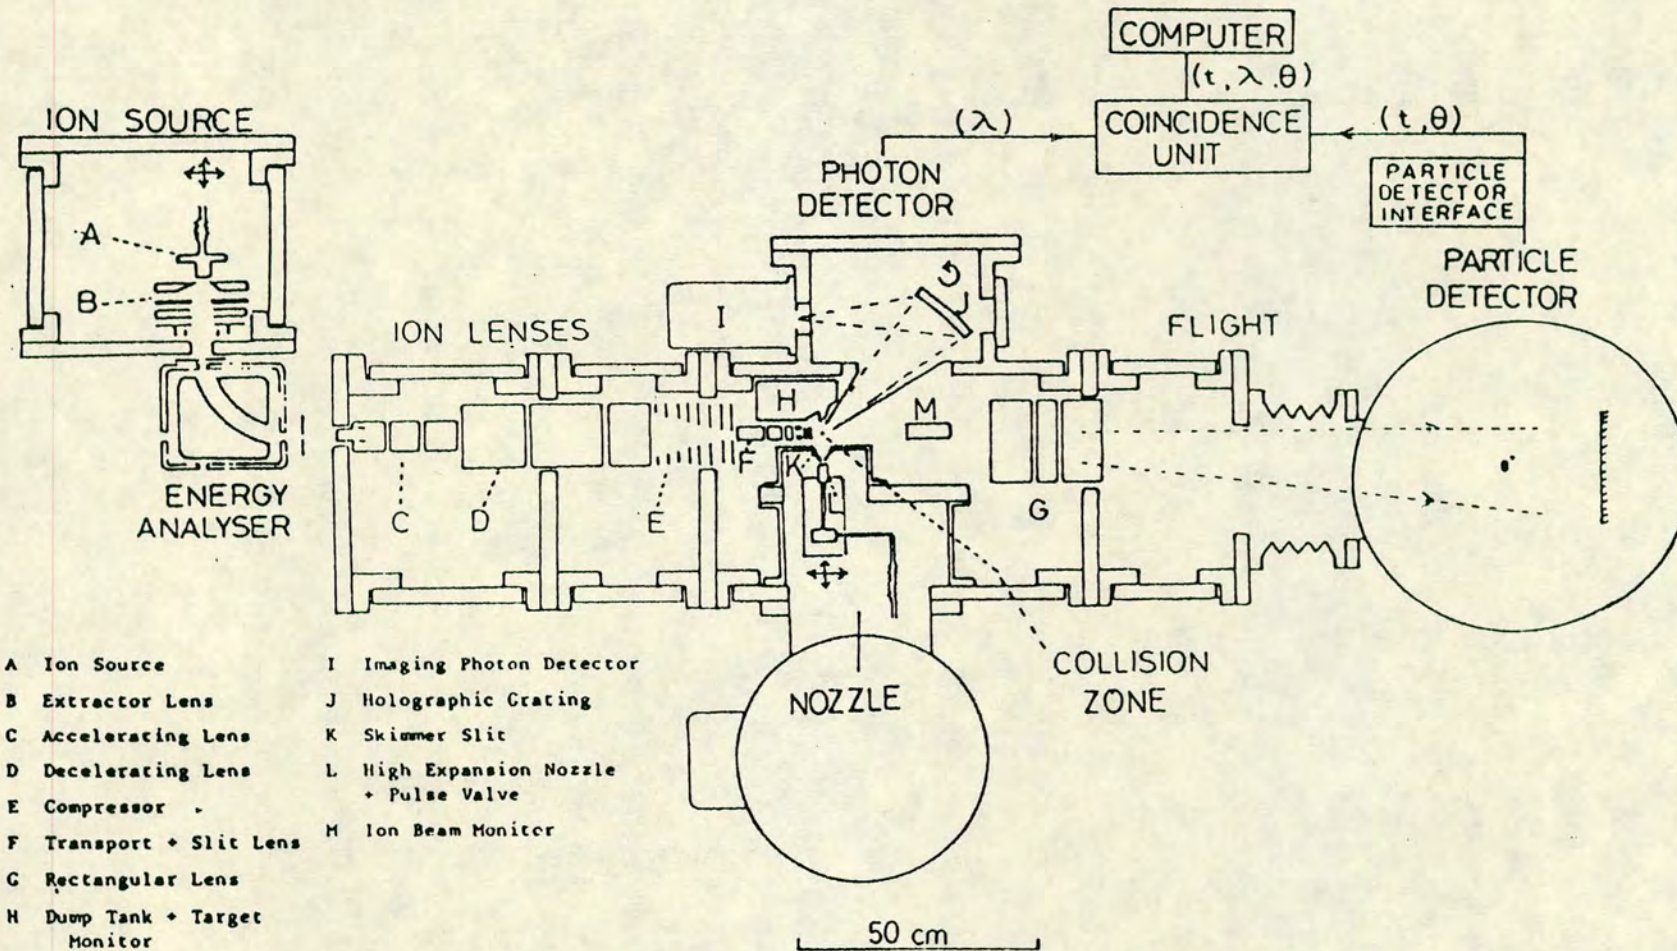 COMPUTER
(t, λ.θ)
ION SOURCE
(λ)
COINCIDENCE
UNIT
(t,θ)
PHOTON
DETECTOR
PARTICLE
DETECTOR
INTERFACE
A
PARTICLE
DETECTOR
B
I
J
ION LENSES
FLIGHT
H
M
F
K
θ°
ENERGY
ANALYSER
C
D
E
L
G
COLLISION
ZONE
NOZZLE
A Ion Source
B Extractor Lens
C Accelerating Lens
D Decelerating Lens
E Compressor
F Transport + Slit Lens
G Rectangular Lens
H Dump Tank + Target
Monitor
I Imaging Photon Detector
J Holographic Grating
K Skimmer Slit
L High Expansion Nozzle
+ Pulse Valve
M Ion Beam Monitor
50 cm